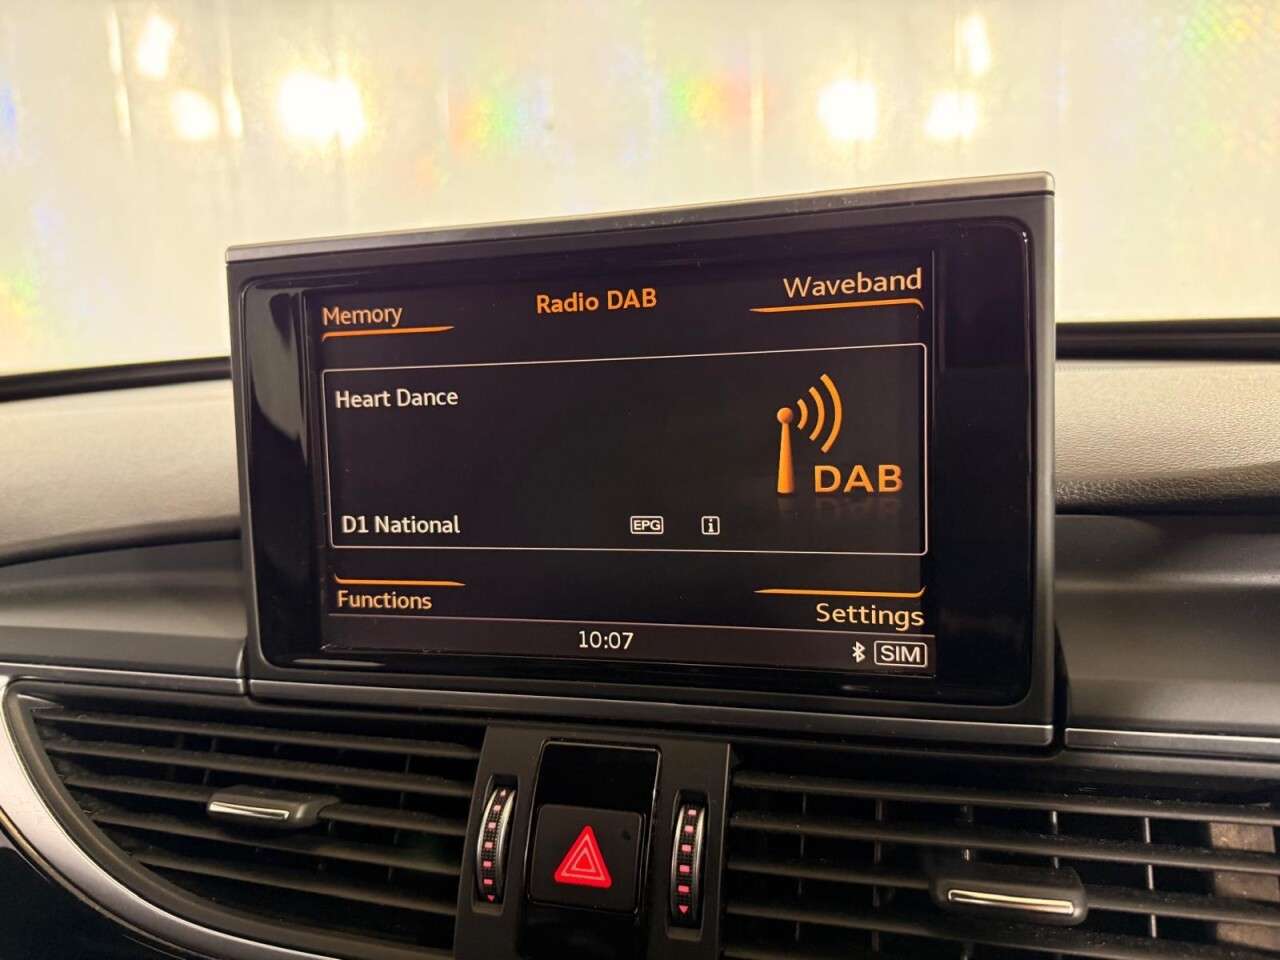 Memory
Radio DAB
Waveband
Heart Dance
DAB
D1 National
EPG
i
Functions
Settings
10:07
SIM